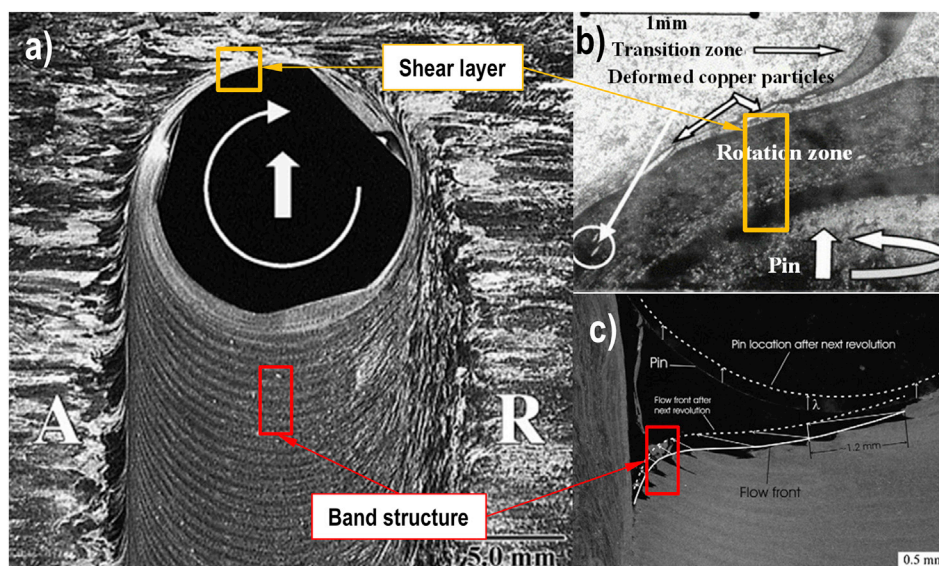 a)
Shear layer
A
R
Band structure
5.0 mm
b)
1mm
Transition zone
Deformed copper particles
Rotation zone
Pin
c)
Pin location after next revolution
Pin
λ
Flow front after
next revolution
1.2 mm
Flow front
0.5 mm